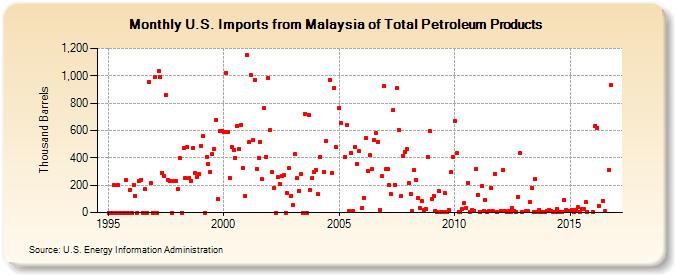 Monthly U.S. Imports from Malaysia of Total Petroleum Products
Thousand Barrels
1,200
1,000
800
600
400
200
0
1995 2000 2005 2010 2015
Source: U.S. Energy Information Administration